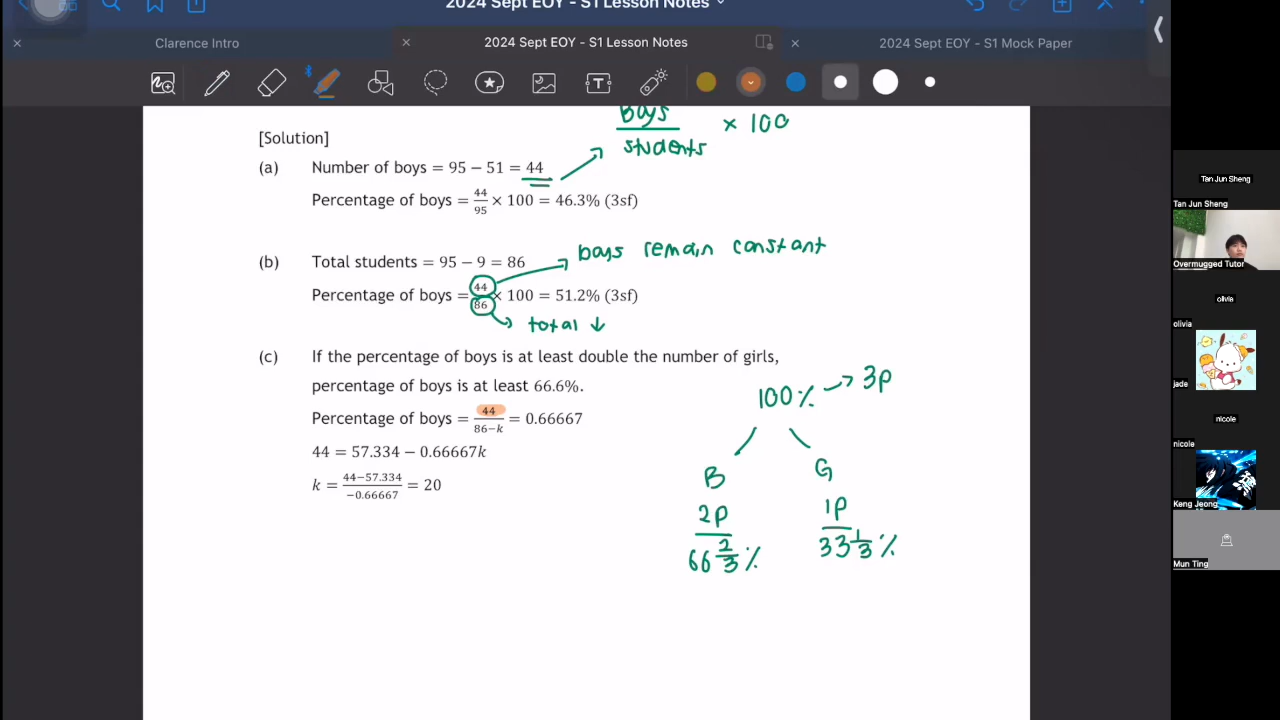 2024 Sept EOY - S1 Lesson Notes
Clarence Intro
2024 Sept EOY - S1 Lesson Notes
2024 Sept EOY - S1 Mock Paper
[Solution]
Boys
students
× 100
(a) Number of boys = 95 − 51 = 44
Percentage of boys = 44/95 × 100 = 46.3% (3sf)
boys remain constant
(b) Total students = 95 − 9 = 86
Percentage of boys = 44/86 × 100 = 51.2% (3sf)
total ↓
(c) If the percentage of boys is at least double the number of girls,
percentage of boys is at least 66.6%.
Percentage of boys = 44/(86−k) = 0.66667
44 = 57.334 − 0.66667k
k = (44−57.334)/(−0.66667) = 20
100% → 3p
B G
2p 1p
66 2/3 % 33 1/3 %
Tan Jun Sheng
Tan Jun Sheng
Overmugged Tutor
olivia
olivia
jade
nicole
nicole
Keng Jeong
Mun Ting